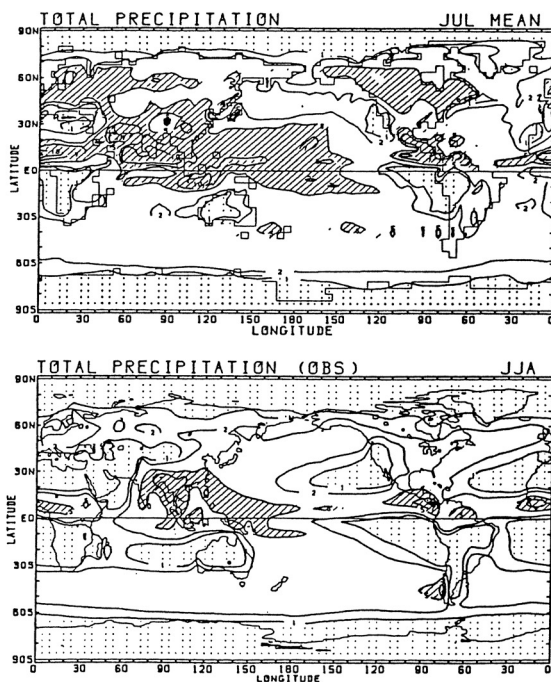 TOTAL PRECIPITATION JUL MEAN
90N
60N
30N
EQ
30S
60S
90S
LATITUDE
0 30 60 90 120 150 180 150 120 90 60 30 0
LONGITUDE
TOTAL PRECIPITATION (OBS) JJA
90N
60N
30N
EQ
30S
60S
90S
LATITUDE
0 30 60 90 120 150 180 150 120 90 60 30 0
LONGITUDE